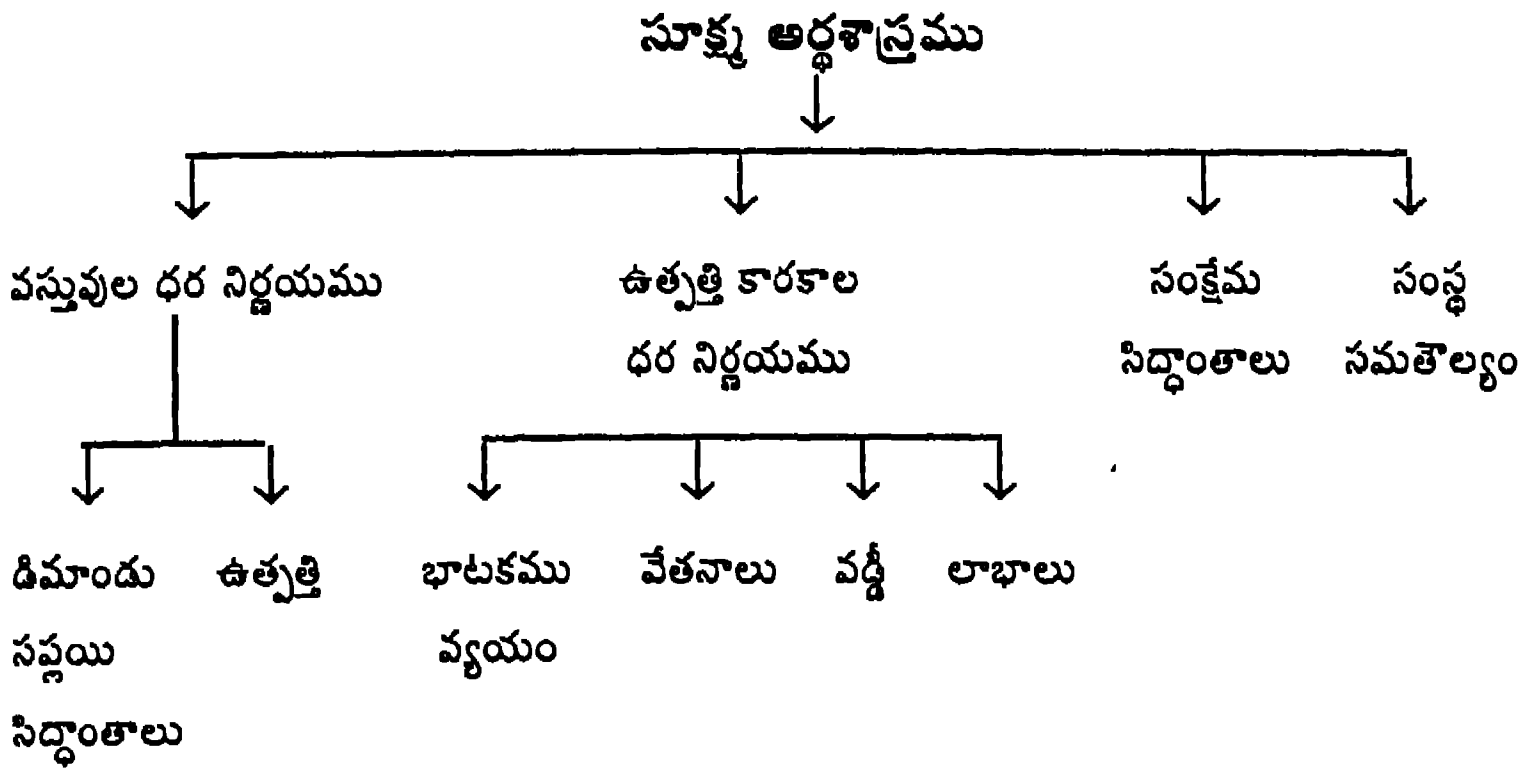 సూక్ష్మ అర్థశాస్త్రము
వస్తువుల ధర నిర్ణయము ఉత్పత్తి కారకాల సంక్షేమ సంస్థ
ధర నిర్ణయము సిద్ధాంతాలు సమతౌల్యం
డిమాండు ఉత్పత్తి భాటకము వేతనాలు వడ్డీ లాభాలు
సప్లయి వ్యయం
సిద్ధాంతాలు